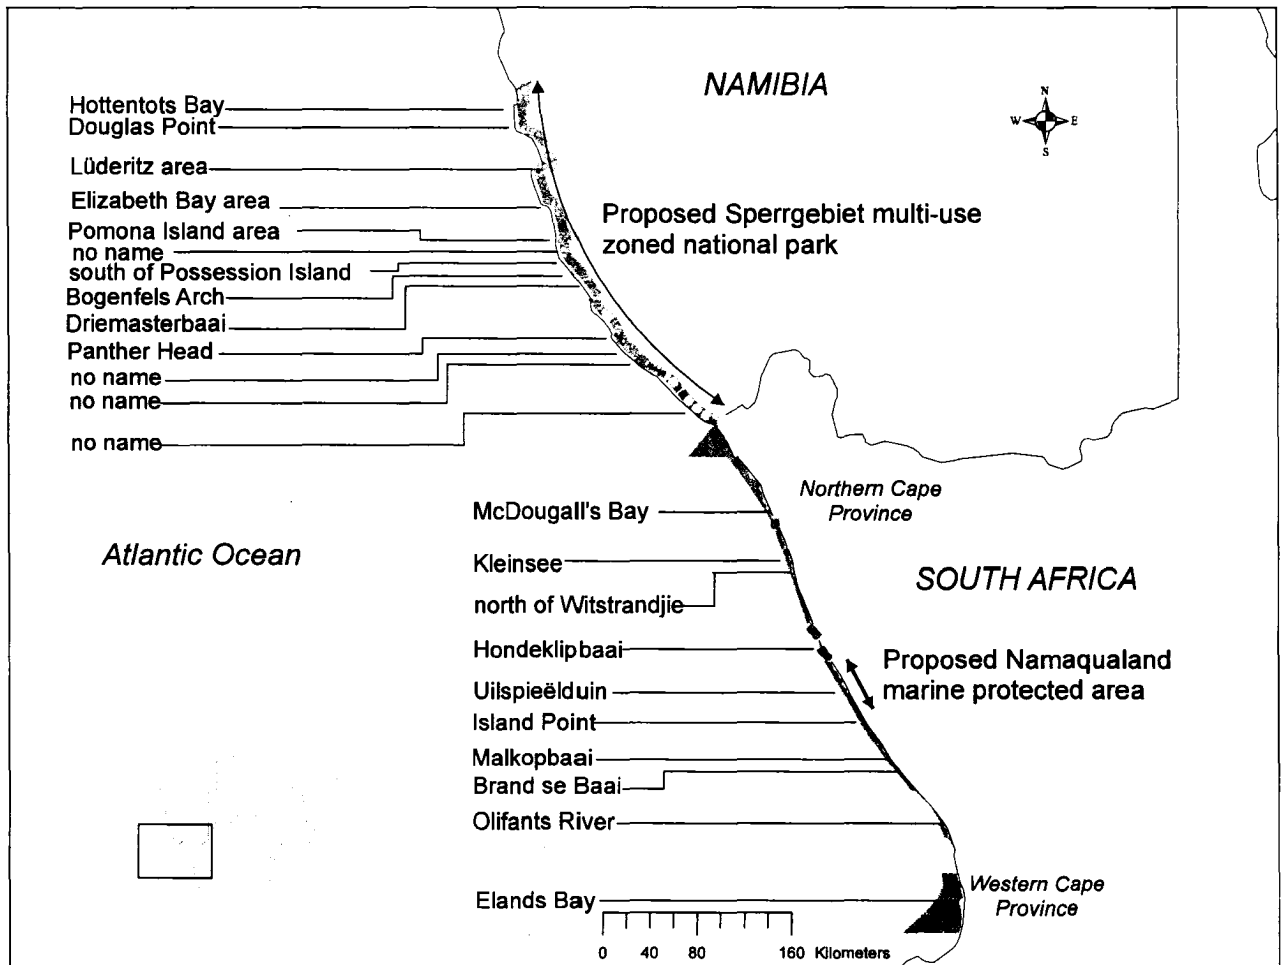 NAMIBIA
N
W E
S
Hottentots Bay
Douglas Point
Lüderitz area
Elizabeth Bay area
Pomona Island area
no name
south of Possession Island
Bogenfels Arch
Driemasterbaai
Panther Head
no name
no name
no name
Proposed Sperrgebiet multi-use
zoned national park
Northern Cape
Province
Atlantic Ocean
SOUTH AFRICA
McDougall's Bay
Kleinsee
north of Witstrandjie
Hondeklipbaai
Uilspieëlduin
Island Point
Malkopbaai
Brand se Baai
Olifants River
Elands Bay
Proposed Namaqualand
marine protected area
Western Cape
Province
0 40 80 160 Kilometers